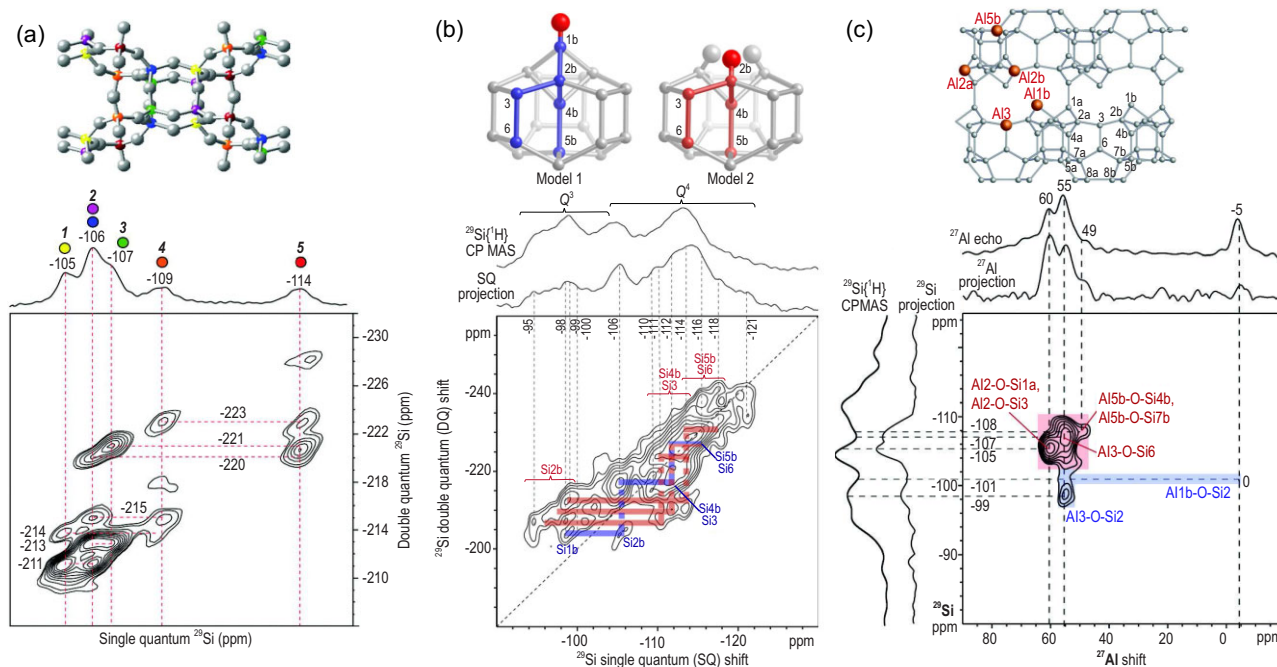 (a)
2
1
-106
3
-105
-107
4
-109
5
-114
-230
-226
-223
-222
-221
-220
-218
-215
-214
-214
-213
-211
-210
Double quantum ²⁹Si (ppm)
Single quantum ²⁹Si (ppm)
(b)
1b
2b
3
4b
6
5b
Model 1
2b
3
4b
6
5b
Model 2
Q³
Q⁴
²⁹Si{¹H}
CP MAS
SQ
projection
ppm
-95
-98
-99
-100
-106
-110
-111
-112
-114
-116
-118
-121
-240
-220
-200
Si5b
Si6
Si4b
Si3
Si2b
Si5b
Si6
Si4b
Si3
Si1b
Si2b
²⁹Si double quantum (DQ) shift
-100
-110
-120
ppm
²⁹Si single quantum (SQ) shift
(c)
Al5b
Al2a
Al2b
Al1b
Al3
1a
1b
2a
3
2b
4a
4b
6
7a
7b
5a
8a
8b
5b
55
60
49
-5
²⁷Al echo
²⁷Al
projection
²⁹Si{¹H}
CPMAS
²⁹Si
projection
ppm
Al2-O-Si1a,
Al2-O-Si3
Al5b-O-Si4b,
Al5b-O-Si7b
Al3-O-Si6
-110
-108
-107
-105
-100
-101
-99
0
Al1b-O-Si2
Al3-O-Si2
-90
²⁹Si
ppm
80
60
40
20
0
ppm
²⁷Al shift